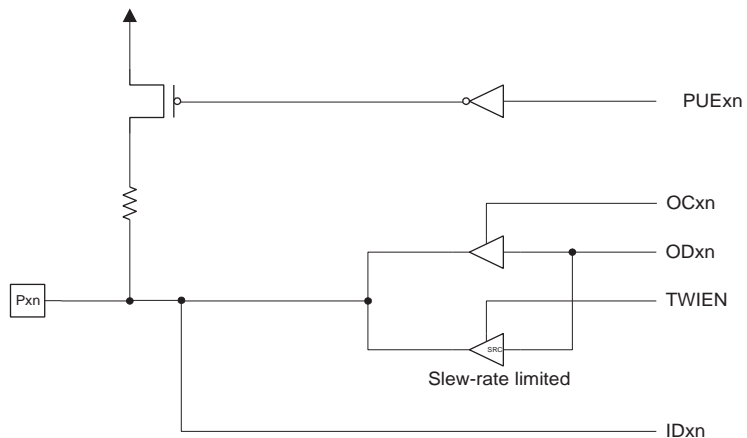 PUExn
OCxn
ODxn
Pxn
TWIEN
SRC
Slew-rate limited
IDxn